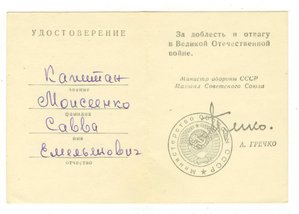 УДОСТОВЕРЕНИЕ
Капитан
звание
Моисеенко
фамилия
Савва
имя
Емельянович
отчество
За доблесть и отвагу
в Великой Отечественной
войне.
Министр обороны СССР
Маршал Советского Союза
А. ГРЕЧКО